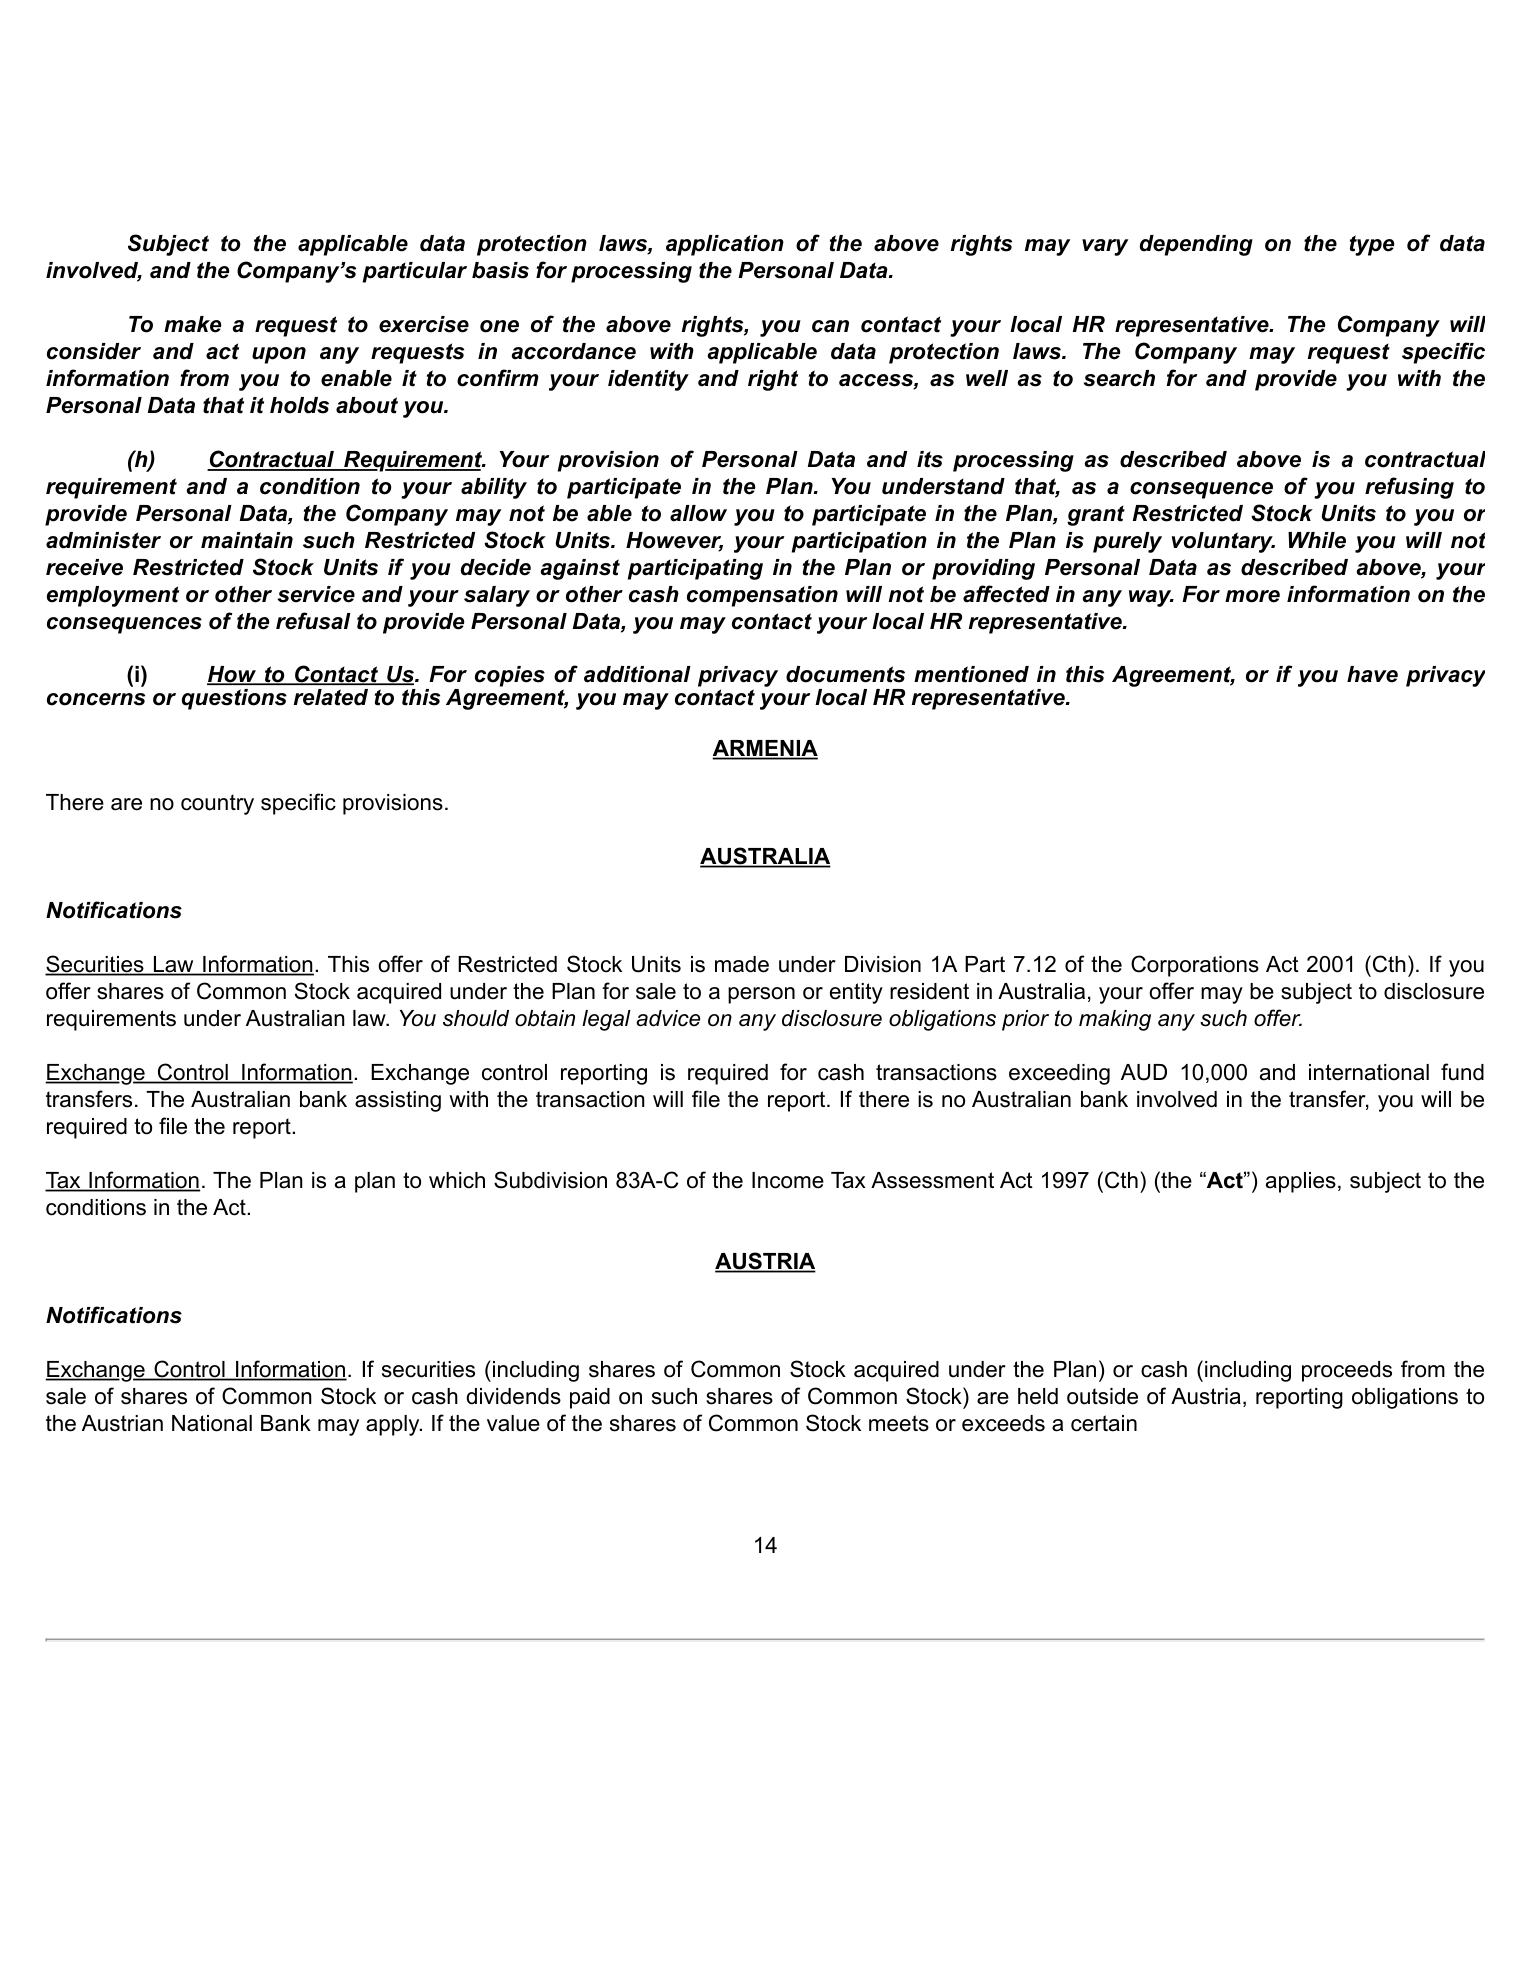 Subject to the applicable data protection laws, application of the above rights may vary depending on the type of data
involved, and the Company’s particular basis for processing the Personal Data.
To make a request to exercise one of the above rights, you can contact your local HR representative. The Company will
consider and act upon any requests in accordance with applicable data protection laws. The Company may request specific
information from you to enable it to confirm your identity and right to access, as well as to search for and provide you with the
Personal Data that it holds about you.
(h) Contractual Requirement. Your provision of Personal Data and its processing as described above is a contractual
requirement and a condition to your ability to participate in the Plan. You understand that, as a consequence of you refusing to
provide Personal Data, the Company may not be able to allow you to participate in the Plan, grant Restricted Stock Units to you or
administer or maintain such Restricted Stock Units. However, your participation in the Plan is purely voluntary. While you will not
receive Restricted Stock Units if you decide against participating in the Plan or providing Personal Data as described above, your
employment or other service and your salary or other cash compensation will not be affected in any way. For more information on the
consequences of the refusal to provide Personal Data, you may contact your local HR representative.
(i) How to Contact Us. For copies of additional privacy documents mentioned in this Agreement, or if you have privacy
concerns or questions related to this Agreement, you may contact your local HR representative.
ARMENIA
There are no country specific provisions.
AUSTRALIA
Notifications
Securities Law Information. This offer of Restricted Stock Units is made under Division 1A Part 7.12 of the Corporations Act 2001 (Cth). If you
offer shares of Common Stock acquired under the Plan for sale to a person or entity resident in Australia, your offer may be subject to disclosure
requirements under Australian law. You should obtain legal advice on any disclosure obligations prior to making any such offer.
Exchange Control Information. Exchange control reporting is required for cash transactions exceeding AUD 10,000 and international fund
transfers. The Australian bank assisting with the transaction will file the report. If there is no Australian bank involved in the transfer, you will be
required to file the report.
Tax Information. The Plan is a plan to which Subdivision 83A-C of the Income Tax Assessment Act 1997 (Cth) (the “Act”) applies, subject to the
conditions in the Act.
AUSTRIA
Notifications
Exchange Control Information. If securities (including shares of Common Stock acquired under the Plan) or cash (including proceeds from the
sale of shares of Common Stock or cash dividends paid on such shares of Common Stock) are held outside of Austria, reporting obligations to
the Austrian National Bank may apply. If the value of the shares of Common Stock meets or exceeds a certain
14